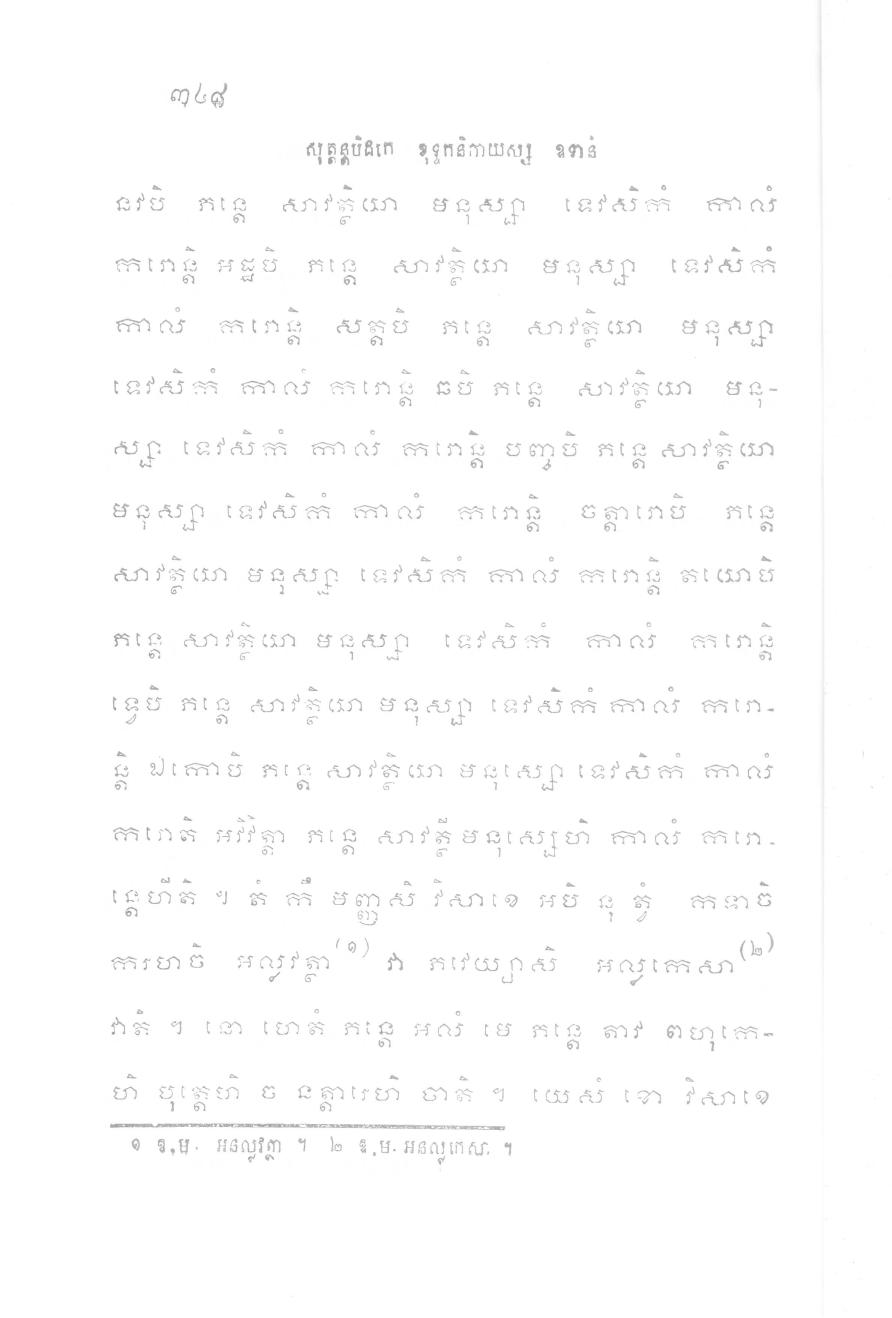 ៣៤៨
សុត្តន្តបិដកេ ខុទ្ទកនិកាយស្ស ឧទានំ
នវបិ ភន្តេ សាវត្ថិយា មនុស្សា ទេវសិកំ កាលំ
ករោន្តិ អដ្ឋបិ ភន្តេ សាវត្ថិយា មនុស្សា ទេវសិកំ
កាលំ ករោន្តិ សត្តបិ ភន្តេ សាវត្ថិយា មនុស្សា
ទេវសិកំ កាលំ ករោន្តិ ឆបិ ភន្តេ សាវត្ថិយា មនុ-
ស្សា ទេវសិកំ កាលំ ករោន្តិ បញ្ចបិ ភន្តេ សាវត្ថិយា
មនុស្សា ទេវសិកំ កាលំ ករោន្តិ ចត្តារោបិ ភន្តេ
សាវត្ថិយា មនុស្សា ទេវសិកំ កាលំ ករោន្តិ តយោបិ
ភន្តេ សាវត្ថិយា មនុស្សា ទេវសិកំ កាលំ ករោន្តិ
ទ្វេបិ ភន្តេ សាវត្ថិយា មនុស្សា ទេវសិកំ កាលំ ករោ-
ន្តិ ឯកោបិ ភន្តេ សាវត្ថិយា មនុស្សោ ទេវសិកំ កាលំ
ករោតិ អវិវិត្តា ភន្តេ សាវត្ថី មនុស្សេហិ កាលំ ករោ-
ន្តេហីតិ ។ តំ កឹ មញ្ញសិ វិសាខេ អបិ នុ ត្វំ កទាចិ
ករហចិ អល្លវត្ថា (១) វា ភវេយ្យាសិ អល្លកេសា (២)
វាតិ ។ នោ ហេតំ ភន្តេ អលំ មេ ភន្តេ តាវ ពហុកេ-
ហិ បុត្តេហិ ច នត្តារេហិ ចាតិ ។ យេសំ ខោ វិសាខេ
១ ឱ.ម. អនល្លវត្ថា ។ ២ ឱ.ម. អនល្លកេសា. ។